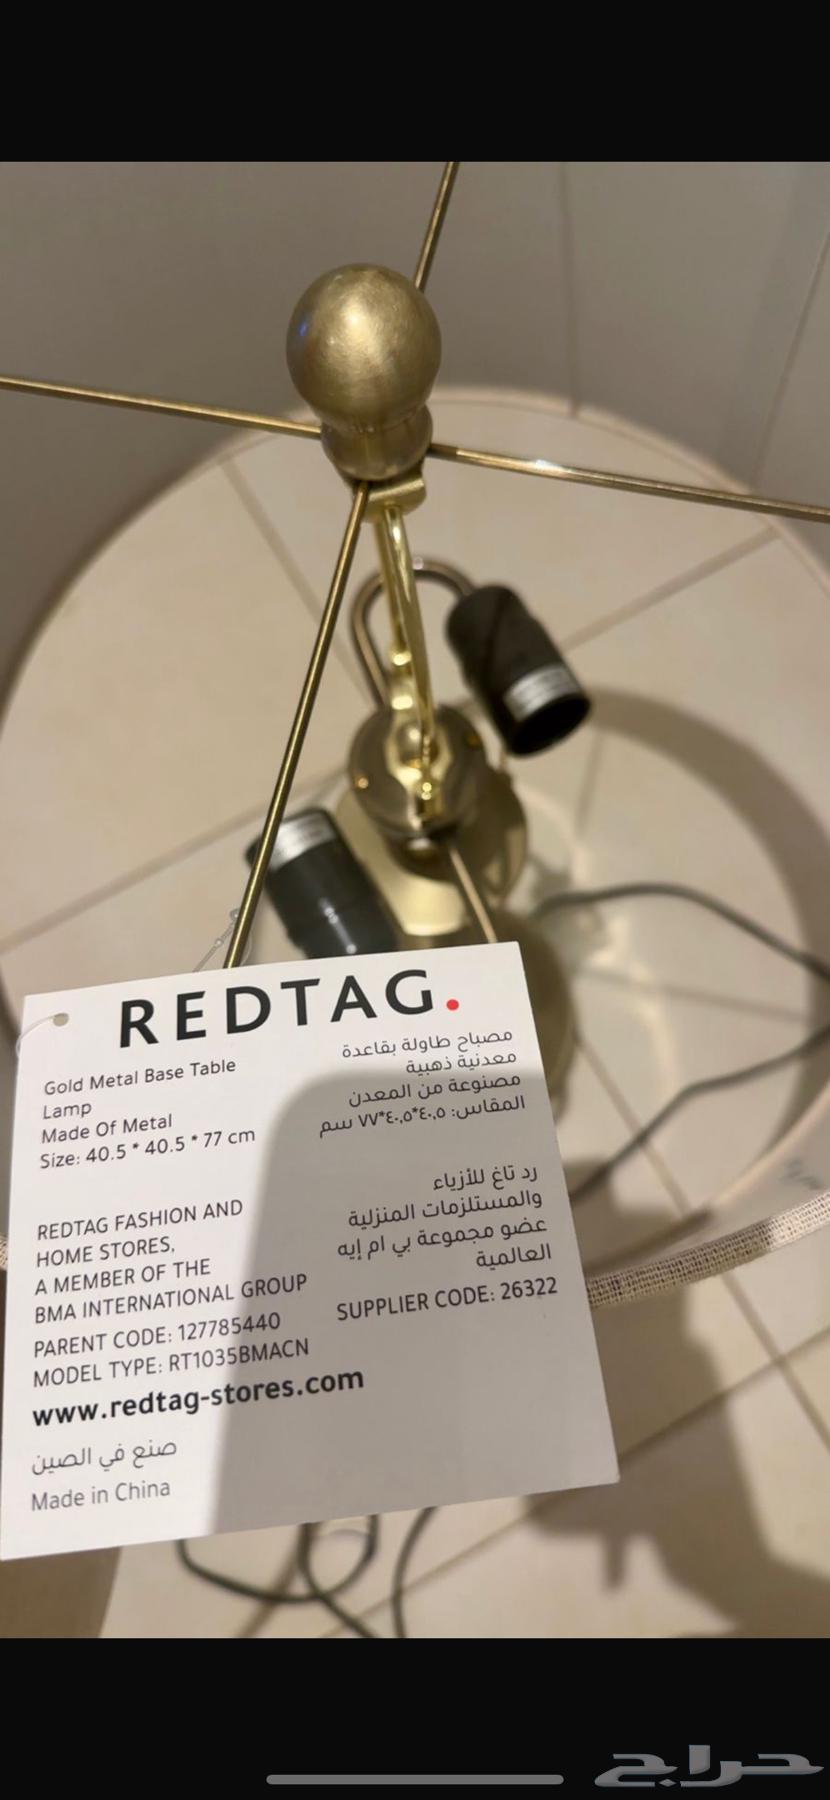 REDTAG.
Gold Metal Base Table
Lamp
Made Of Metal
Size: 40.5 * 40.5 * 77 cm
مصباح طاولة بقاعدة
معدنية ذهبية
مصنوعة من المعدن
المقاس: ٤٠,٥*٤٠,٥*٧٧ سم
REDTAG FASHION AND
HOME STORES,
A MEMBER OF THE
BMA INTERNATIONAL GROUP
PARENT CODE: 127785440
MODEL TYPE: RT1035BMACN
رد تاغ للأزياء
والمستلزمات المنزلية
عضو مجموعة بي ام إيه
العالمية
SUPPLIER CODE: 26322
www.redtag-stores.com
صنع في الصين
Made in China
حراج